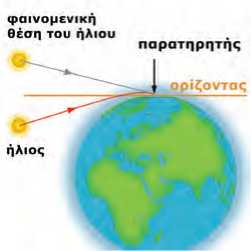 φαινομενική
θέση του ήλιου
παρατηρητής
ορίζοντας
ήλιος